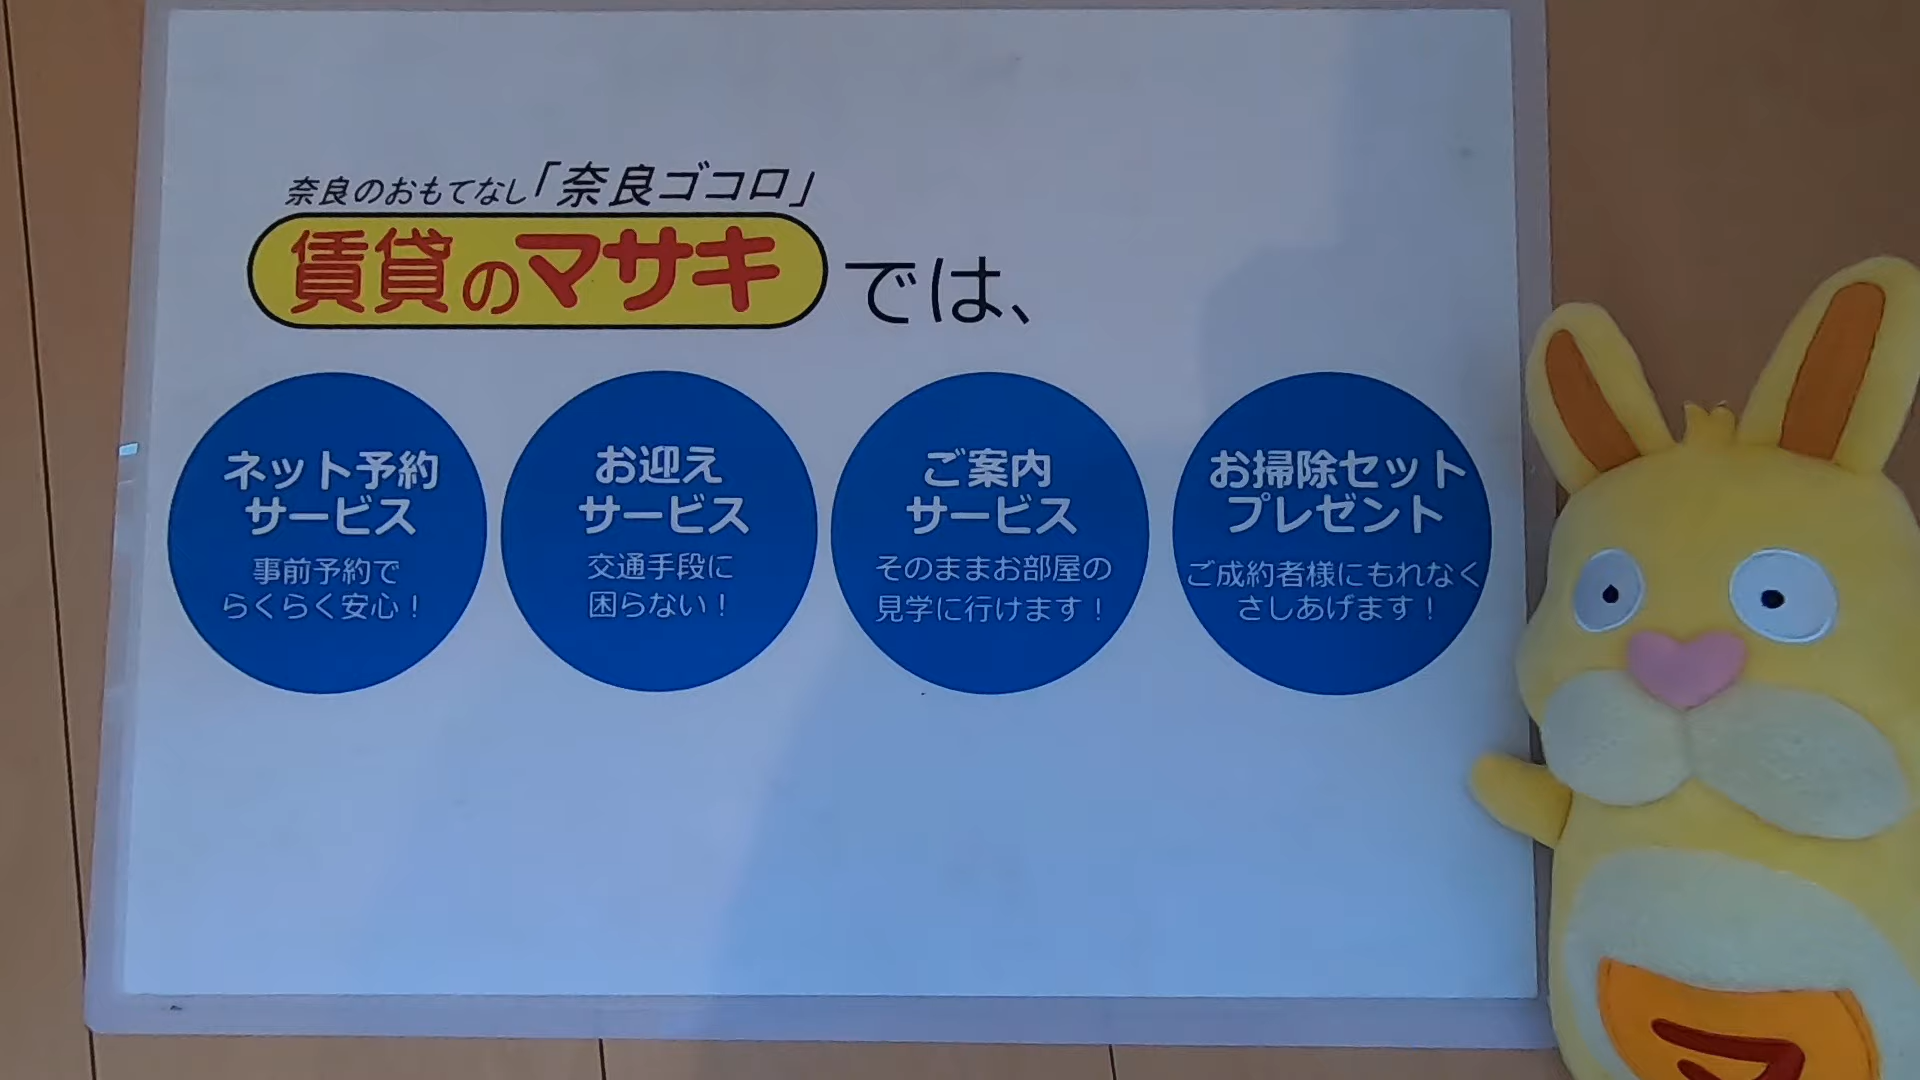 奈良のおもてなし「奈良ゴコロ」
賃貸のマサキでは、
ネット予約
サービス
事前予約で
らくらく安心！
お迎え
サービス
交通手段に
困らない！
ご案内
サービス
そのままお部屋の
見学に行けます！
お掃除セット
プレゼント
ご成約者様にもれなく
さしあげます！
マ